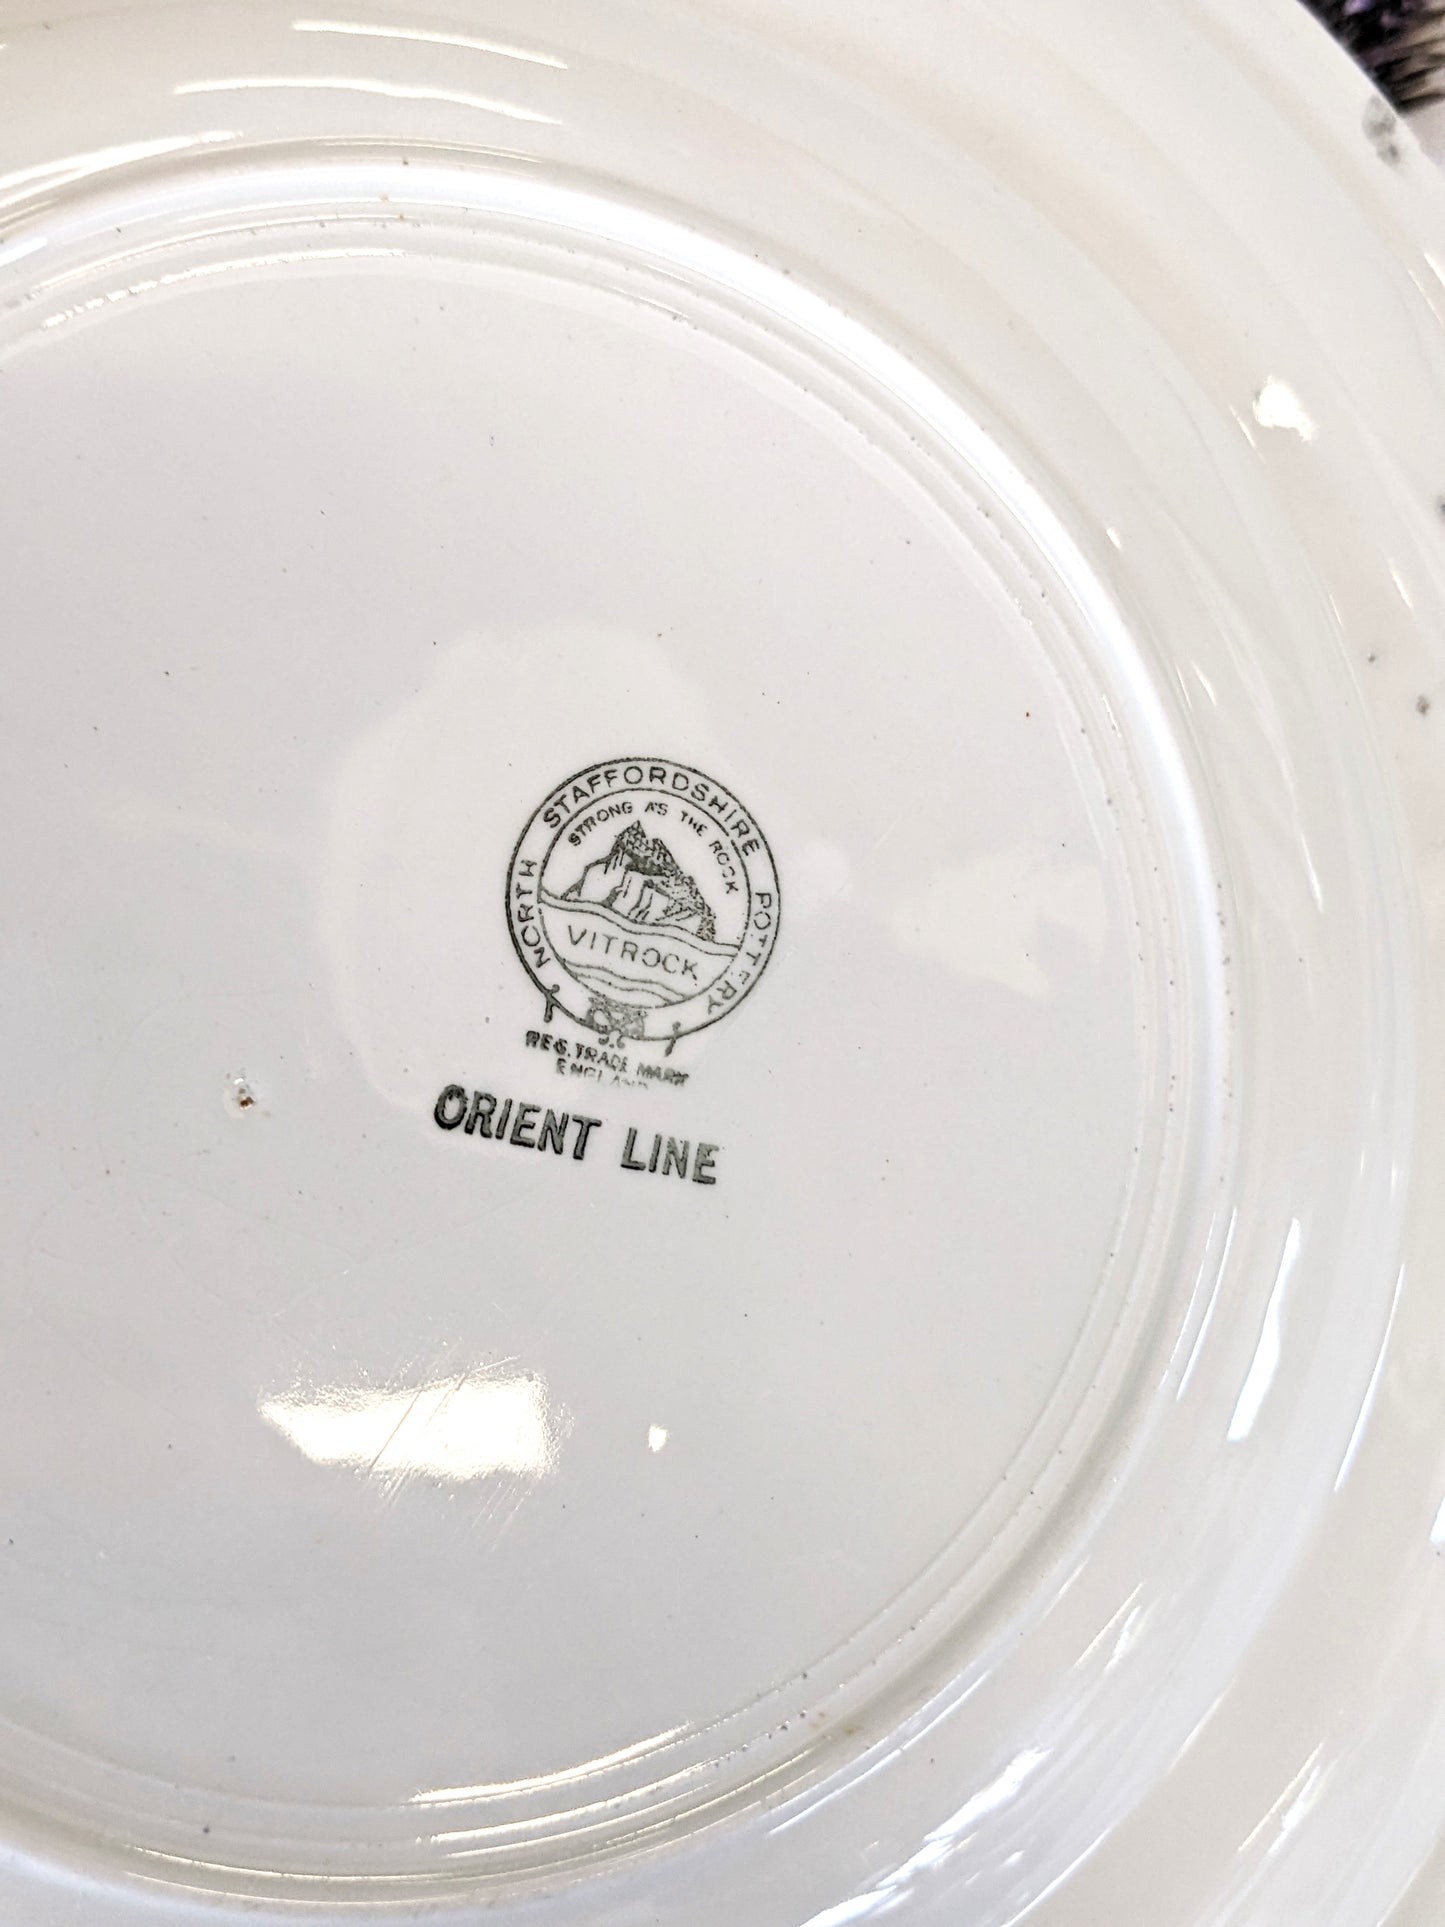 NORTH STAFFORDSHIRE POTTERY
STRONG AS THE ROCK
VITROCK
REG. TRADE MARK
ENGLAND
ORIENT LINE